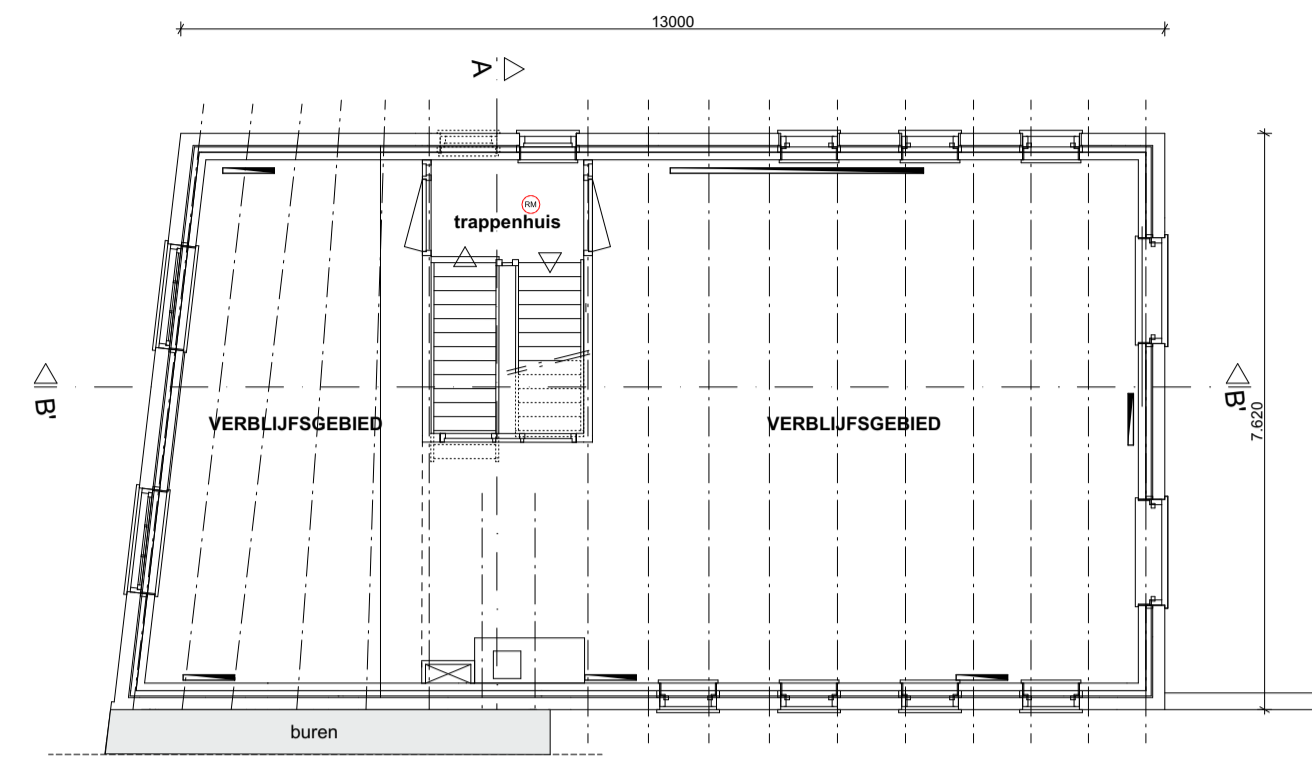 13000
A
RM
trappenhuis
B'
B'
VERBLIJFSGEBIED
VERBLIJFSGEBIED
7.620
buren